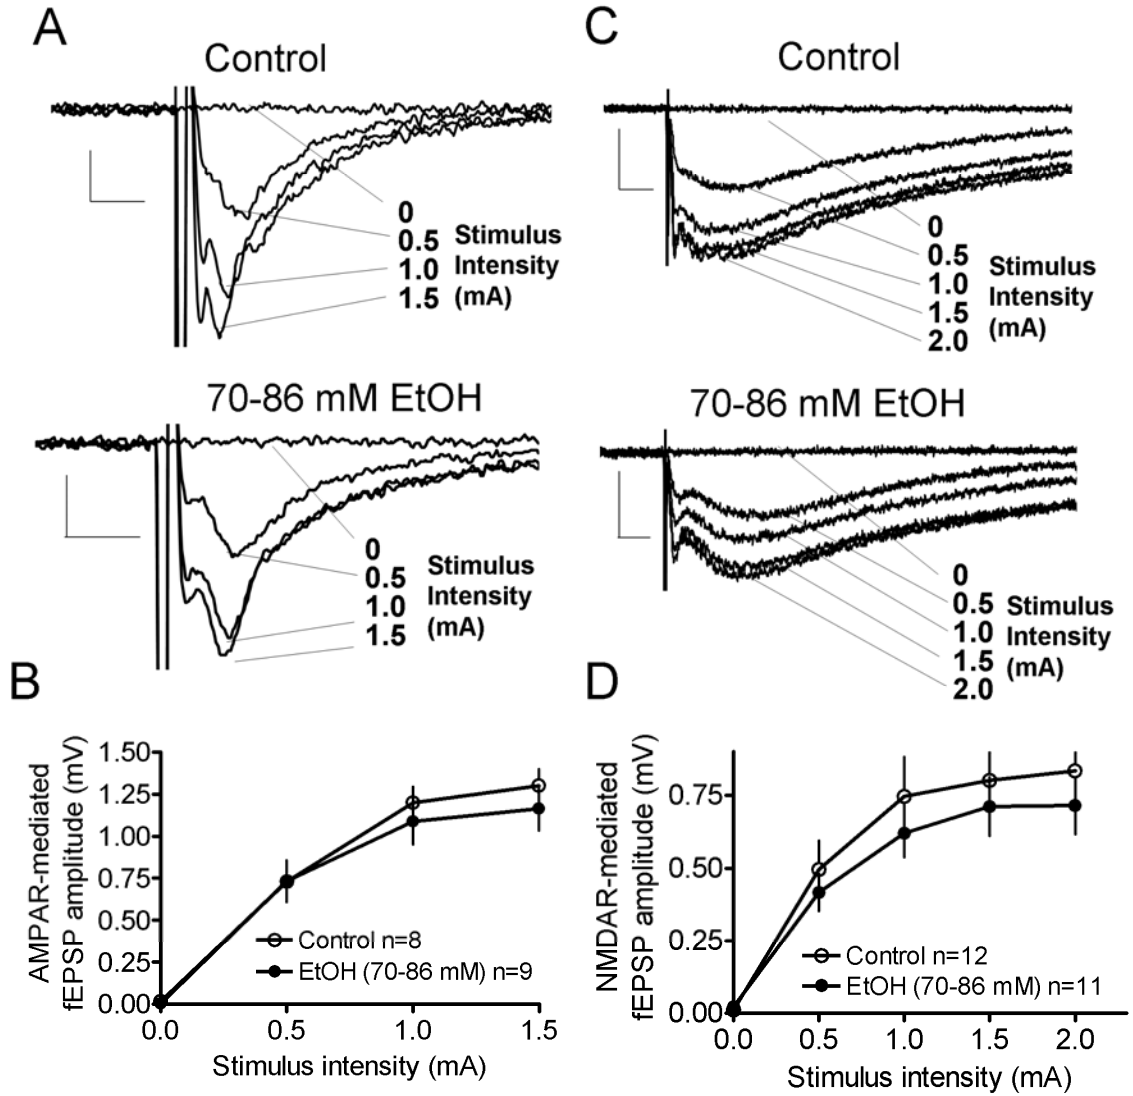 A
Control
0
0.5
1.0
1.5
Stimulus
Intensity
(mA)
70-86 mM EtOH
0
0.5
1.0
1.5
Stimulus
Intensity
(mA)
B
AMPAR-mediated
fEPSP amplitude (mV)
1.50
1.25
1.00
0.75
0.50
0.25
0.00
Control n=8
EtOH (70-86 mM) n=9
0.0 0.5 1.0 1.5
Stimulus intensity (mA)
C
Control
0
0.5
1.0
1.5
2.0
Stimulus
Intensity
(mA)
70-86 mM EtOH
0
0.5
1.0
1.5
2.0
Stimulus
Intensity
(mA)
D
NMDAR-mediated
fEPSP amplitude (mV)
0.75
0.50
0.25
0.00
Control n=12
EtOH (70-86 mM) n=11
0.0 0.5 1.0 1.5 2.0
Stimulus intensity (mA)